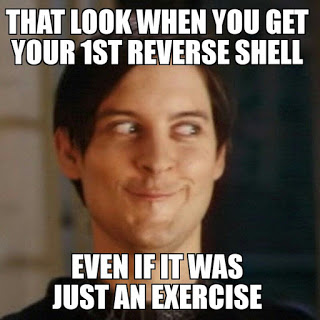 THAT LOOK WHEN YOU GET
YOUR 1ST REVERSE SHELL
EVEN IF IT WAS
JUST AN EXERCISE